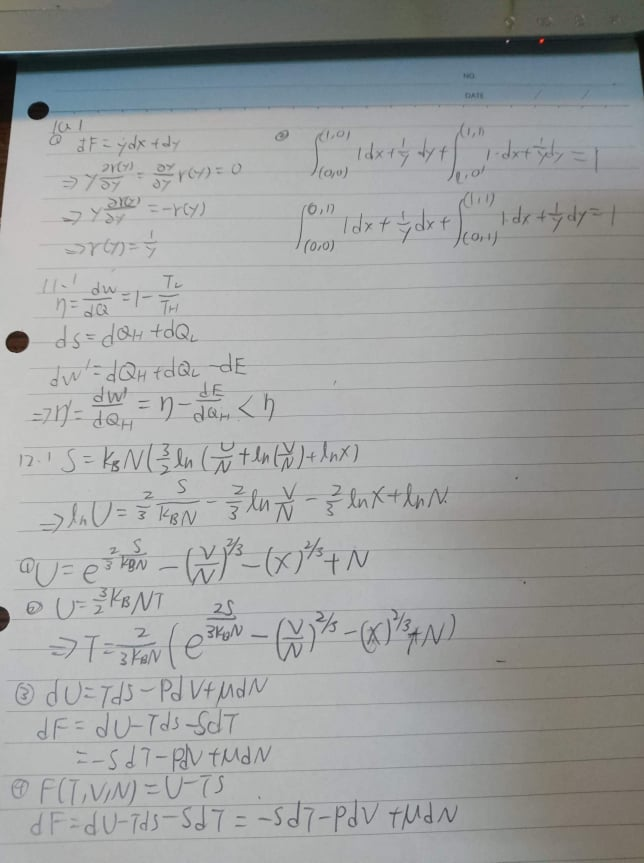 NO.
DATE
10.1
① dF = ydx + dy
⇒ y ∂r(y)/∂y = ∂y/∂y r(y) = 0
⇒ y ∂r(y)/∂y = -r(y)
⇒ r(y) = 1/y
② ∫_(0,0)^(1,0) 1dx + 1/y dy + ∫_(1,0)^(1,1) 1·dx + 1/y dy = 1
∫_(0,0)^(0,1) 1dx + 1/y dx + ∫_(0,1)^(1,1) 1·dx + 1/y dy = 1
11.1
η = dW/dQ = 1 - T_L/T_H
ds = dQ_H + dQ_L
dW' = dQ_H + dQ_L - dE
⇒ η' = dW'/dQ_H = η - dE/dQ_H < η
12.1 S = k_B N (3/2 ln (U/N + ln(V/N) + lnX)
⇒ ln U = 2/3 S/k_B N - 2/3 ln V/N - 2/3 lnX + lnN.
① U = e^(2/3 S/k_B N) - (V/N)^2/3 - (X)^2/3 + N
② U = 3/2 k_B NT
⇒ T = 2/3k_B N (e^(2S/3k_B N) - (V/N)^2/3 - (X)^2/3 + N)
③ dU = Tds - PdV + μdN
dF = dU - Tds - SdT
= -SdT - PdV + μdN
④ F(T,V,N) = U - TS
dF = dU - Tds - SdT = -SdT - PdV + μdN